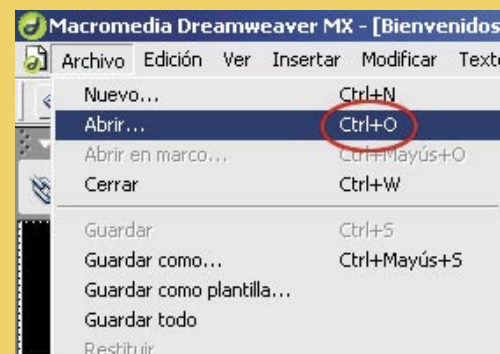 Macromedia Dreamweaver MX - [Bienvenidos
Archivo Edición Ver Insertar Modificar Texto
Nuevo... Ctrl+N
Abrir... Ctrl+O
Abrir en marco... Ctrl+Mayús+O
Cerrar Ctrl+W
Guardar Ctrl+S
Guardar como... Ctrl+Mayús+S
Guardar como plantilla...
Guardar todo
Restituir